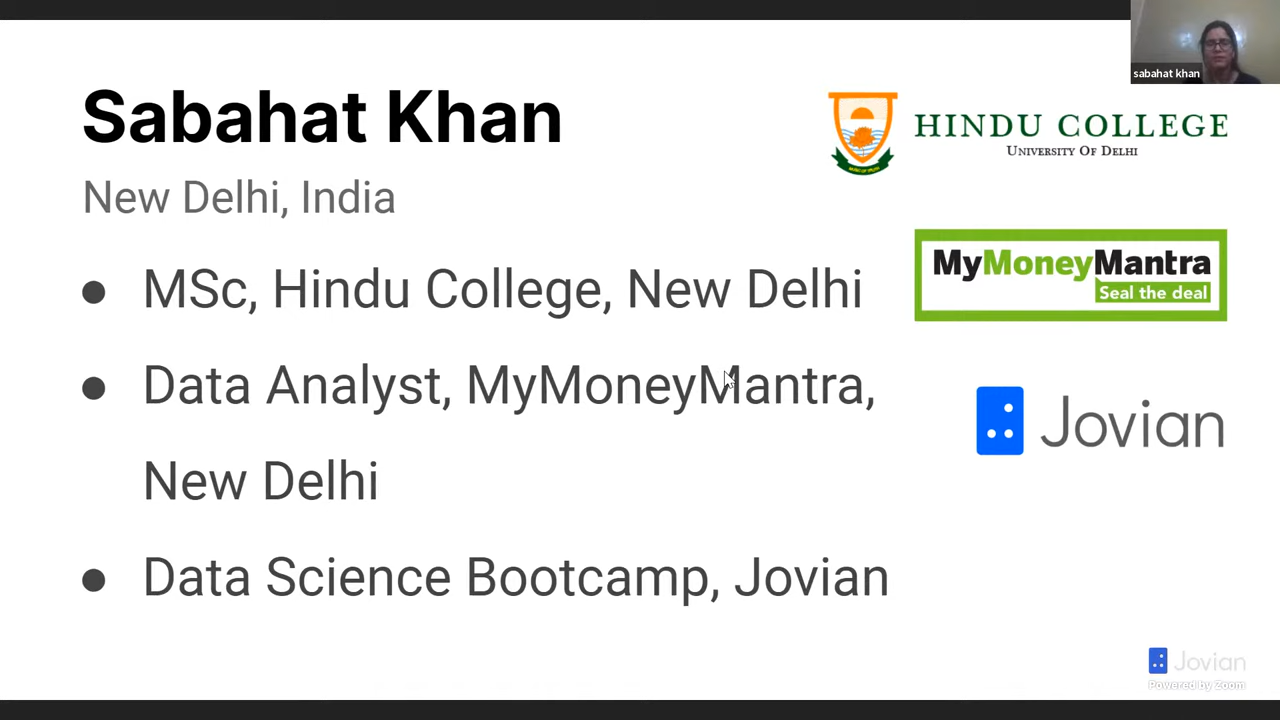 sabahat khan
Sabahat Khan
HINDU COLLEGE
UNIVERSITY OF DELHI
New Delhi, India
MyMoneyMantra
Seal the deal
● MSc, Hindu College, New Delhi
● Data Analyst, MyMoneyMantra,
New Delhi
Jovian
● Data Science Bootcamp, Jovian
Jovian
Powered by Zoom